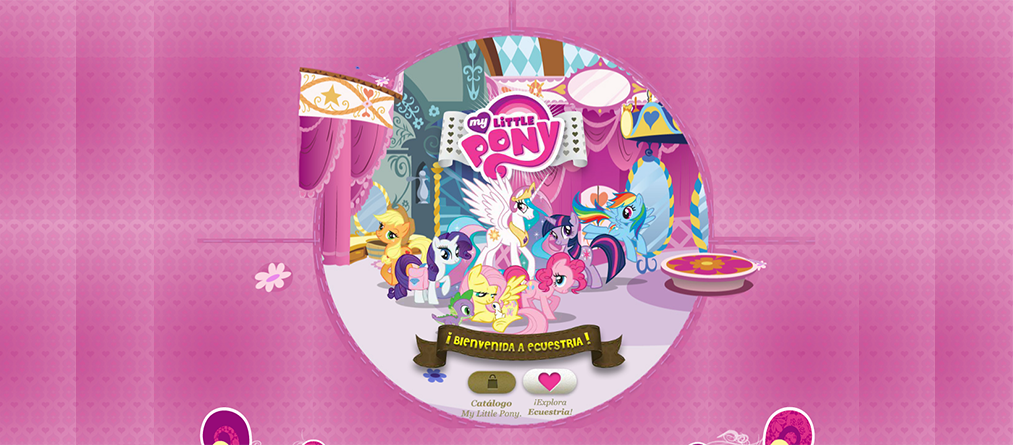 my LITTLE
PONY
¡BIENVENIDA A ECUESTRIA!
Catálogo
My Little Pony.
¡Explora
Ecuestria!